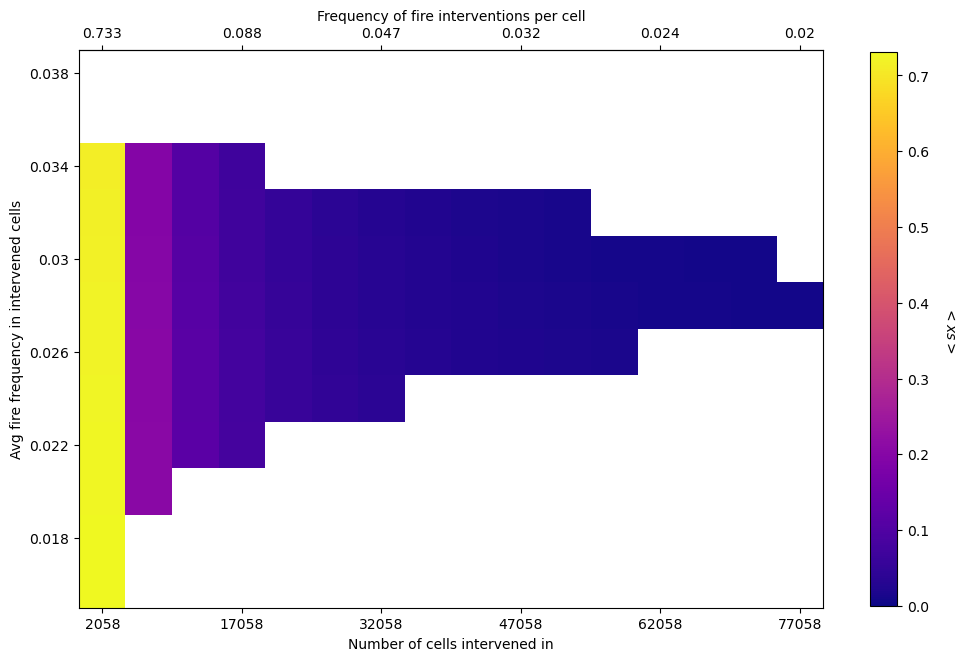 Frequency of fire interventions per cell
0.733 0.088 0.047 0.032 0.024 0.02
Avg fire frequency in intervened cells
0.038
0.034
0.03
0.026
0.022
0.018
2058 17058 32058 47058 62058 77058
Number of cells intervened in
0.7
0.6
0.5
0.4
0.3
0.2
0.1
0.0
< xs >